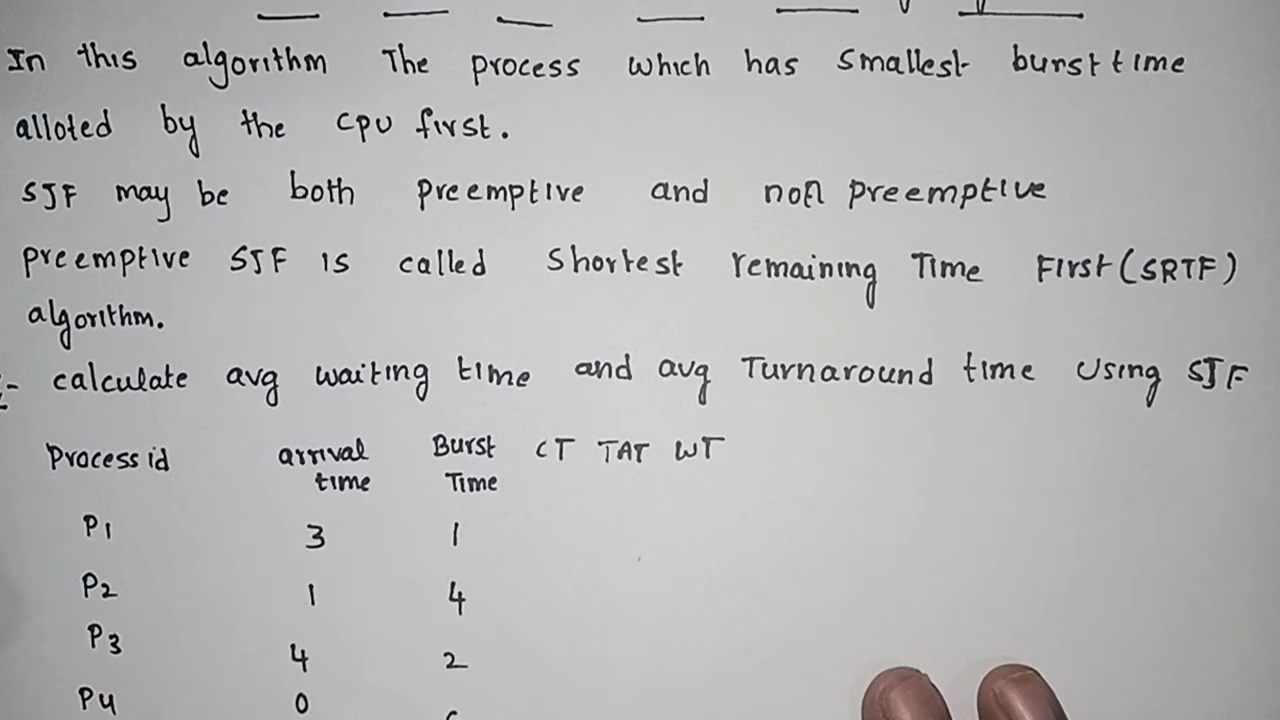 In this algorithm The process which has smallest burst time
alloted by the cpu first.
SJF may be both preemptive and non preemptive
preemptive SJF is called shortest remaining Time First (SRTF)
algorithm.
calculate avg waiting time and avg Turnaround time using SJF
Process id arrival time Burst Time CT TAT WT
P1 3 1
P2 1 4
P3 4 2
P4 0